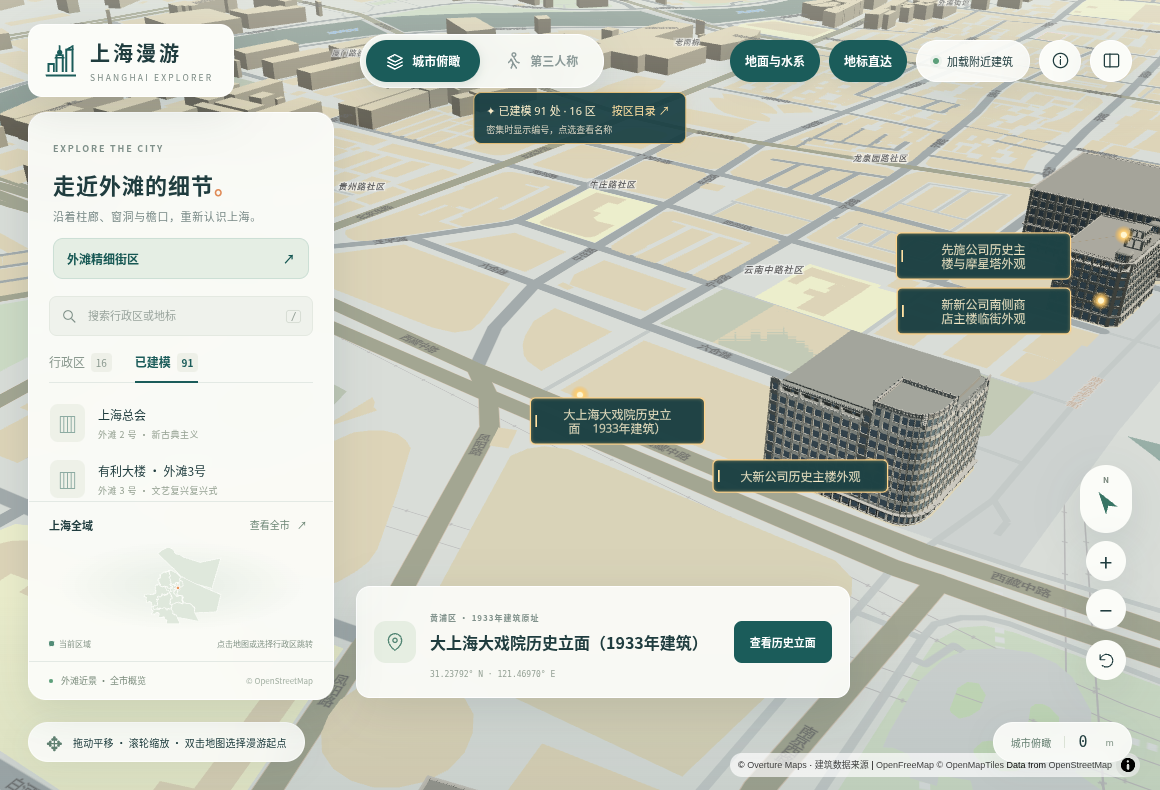 上海漫游
SHANGHAI EXPLORER
城市俯瞰
第三人称
地面与水系
地标直达
加载附近建筑
✦ 已建模 91 处 · 16 区 按区目录 ↗
密集时显示编号，点选查看名称
EXPLORE THE CITY
走近外滩的细节。
沿着柱廊、窗洞与檐口，重新认识上海。
外滩精细街区 ↗
搜索行政区或地标 /
行政区 16
已建模 91
上海总会
外滩 2 号 · 新古典主义
有利大楼 · 外滩3号
外滩 3 号 · 文艺复兴复兴式
上海全域
查看全市 ↗
当前区域
点击地图或选择行政区跳转
外滩近景 · 全市概览
© OpenStreetMap
拖动平移 · 滚轮缩放 · 双击地图选择漫游起点
贵州路社区
牛庄路社区
龙泉园路社区
云南中路社区
老闸桥
六合路
西藏中路
先施公司历史主
楼与摩星塔外观
新新公司南侧商
店主楼临街外观
大上海大戏院历史立
面 1933年建筑）
大新公司历史主楼外观
黄浦区 · 1933年建筑原址
大上海大戏院历史立面（1933年建筑）
31.23792° N · 121.46970° E
查看历史立面
N
+
−
城市俯瞰 0 m
© Overture Maps · 建筑数据来源 | OpenFreeMap © OpenMapTiles Data from OpenStreetMap